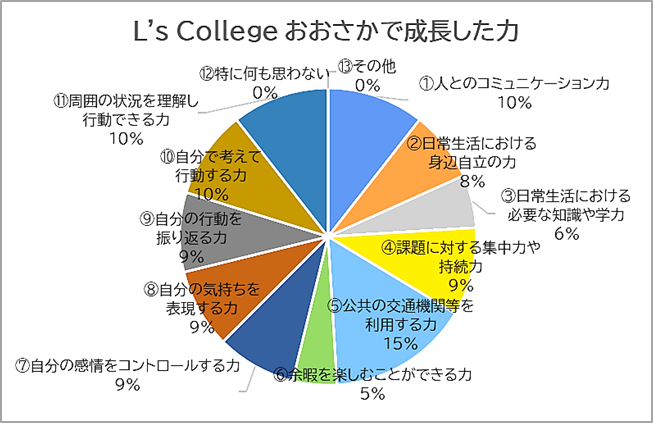 L’s College おおさかで成長した力
①人とのコミュニケーション力
10%
②日常生活における
身辺自立の力
8%
③日常生活における
必要な知識や学力
6%
④課題に対する集中力や
持続力
9%
⑤公共の交通機関等を
利用する力
15%
⑥余暇を楽しむことができる力
5%
⑦自分の感情をコントロールする力
9%
⑧自分の気持ちを
表現する力
9%
⑨自分の行動を
振り返る力
9%
⑩自分で考えて
行動する力
10%
⑪周囲の状況を理解し
行動できる力
10%
⑫特に何も思わない
0%
⑬その他
0%